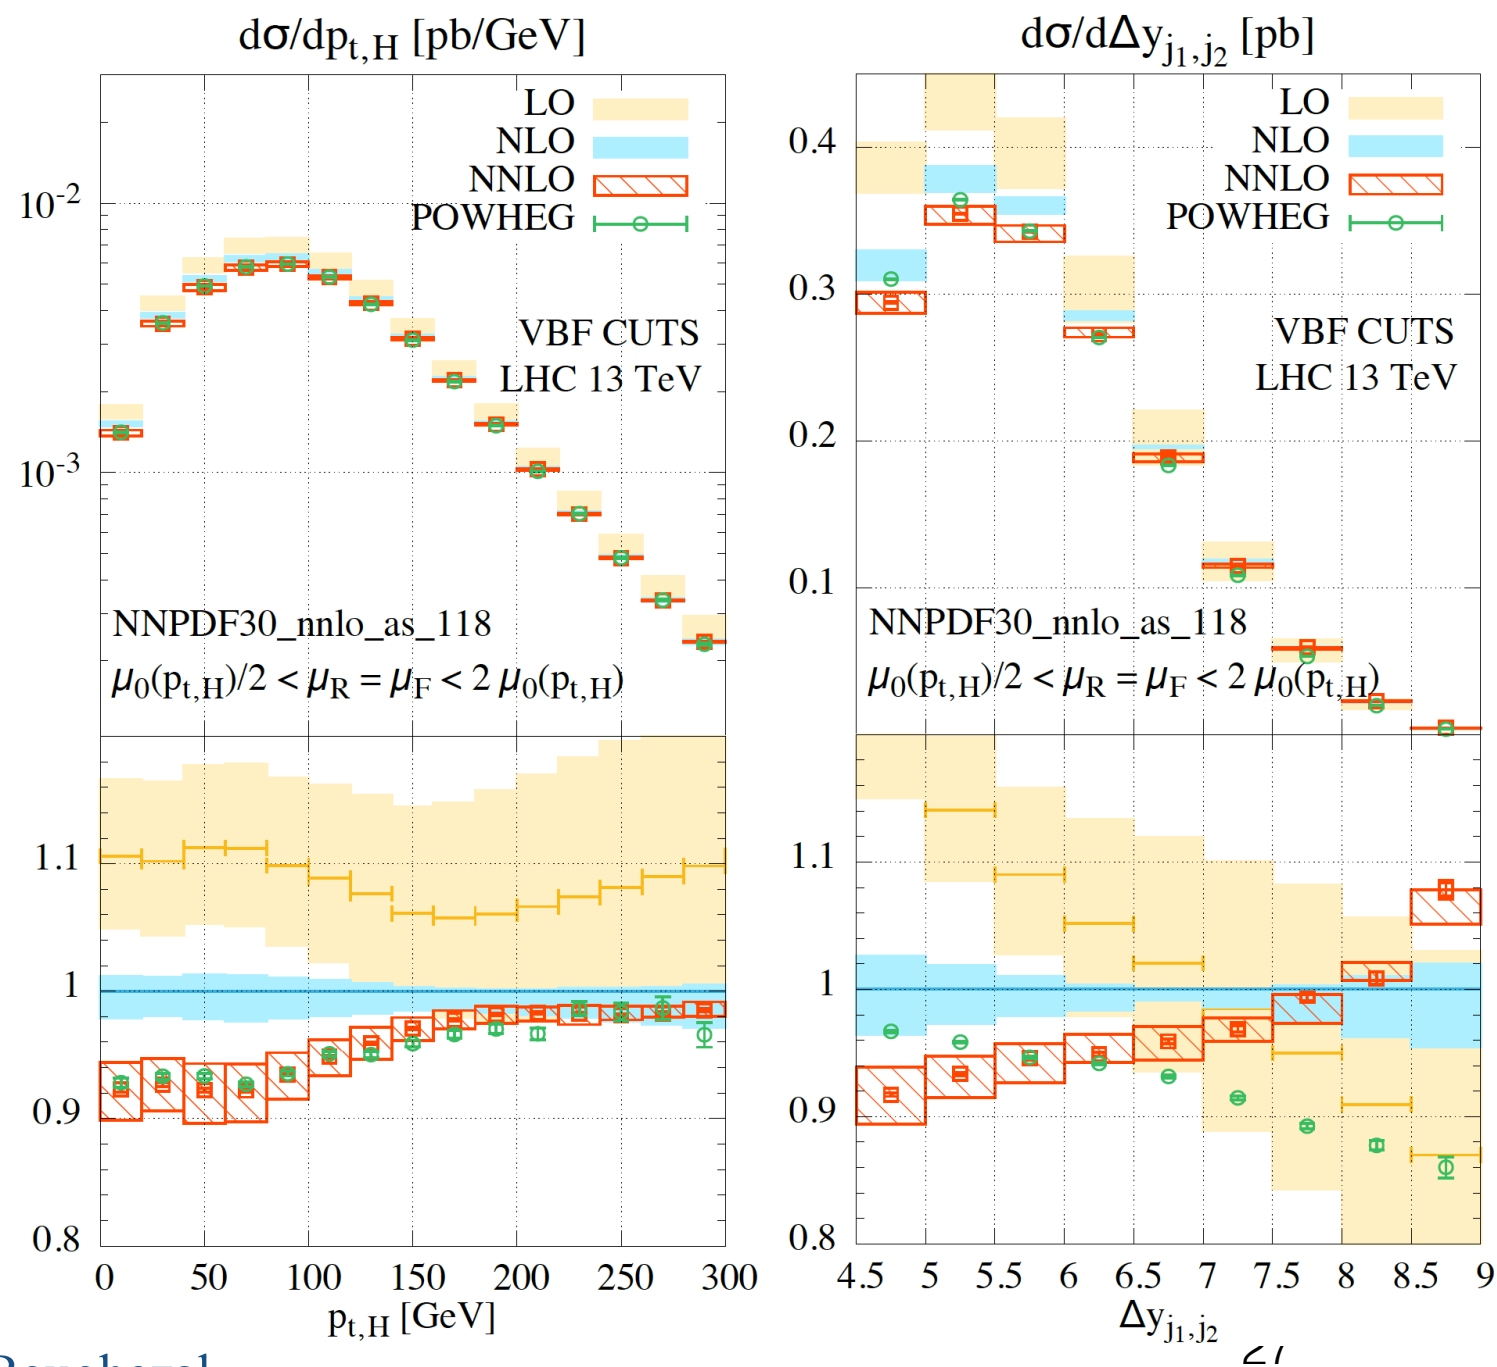 dσ/dp_{t,H} [pb/GeV]
LO
NLO
NNLO
POWHEG
10^{-2}
VBF CUTS
LHC 13 TeV
10^{-3}
NNPDF30_nnlo_as_118
μ_0(p_{t,H})/2 < μ_R = μ_F < 2 μ_0(p_{t,H})
1.1
1
0.9
0.8
0 50 100 150 200 250 300
p_{t,H} [GeV]
dσ/dΔy_{j_1,j_2} [pb]
LO
NLO
NNLO
POWHEG
0.4
0.3
VBF CUTS
LHC 13 TeV
0.2
0.1
NNPDF30_nnlo_as_118
μ_0(p_{t,H})/2 < μ_R = μ_F < 2 μ_0(p_{t,H})
1.1
1
0.9
0.8
4.5 5 5.5 6 6.5 7 7.5 8 8.5 9
Δy_{j_1,j_2}